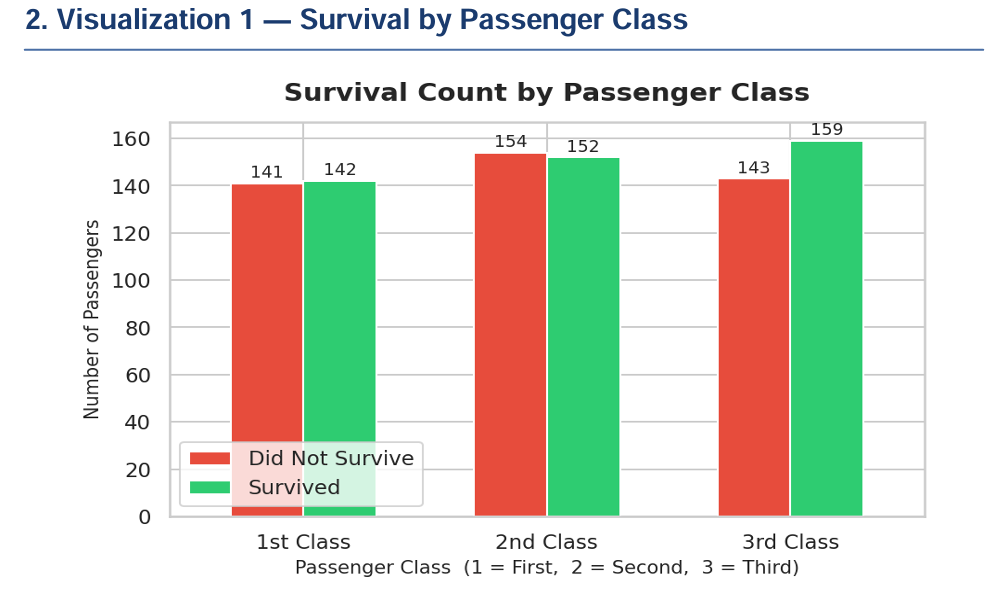 2. Visualization 1 — Survival by Passenger Class
Survival Count by Passenger Class
Number of Passengers
160
140
120
100
80
60
40
20
0
141
142
154
152
143
159
Did Not Survive
Survived
1st Class 2nd Class 3rd Class
Passenger Class (1 = First, 2 = Second, 3 = Third)